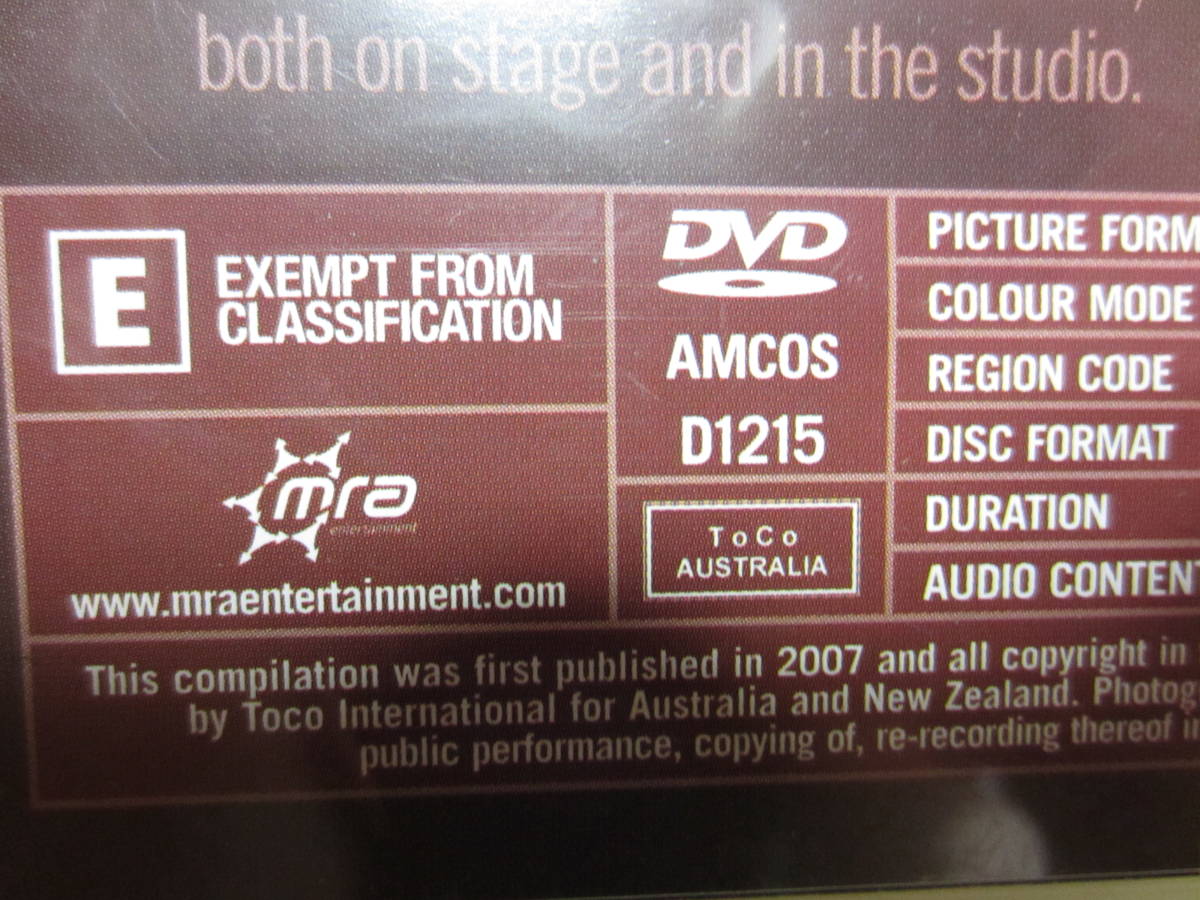 both on stage and in the studio.
E
EXEMPT FROM
CLASSIFICATION
mra
entertainment
www.mraentertainment.com
DVD
AMCOS
D1215
ToCo
AUSTRALIA
PICTURE FORM
COLOUR MODE
REGION CODE
DISC FORMAT
DURATION
AUDIO CONTENT
This compilation was first published in 2007 and all copyright in
by Toco International for Australia and New Zealand. Photog
public performance, copying of, re-recording thereof i